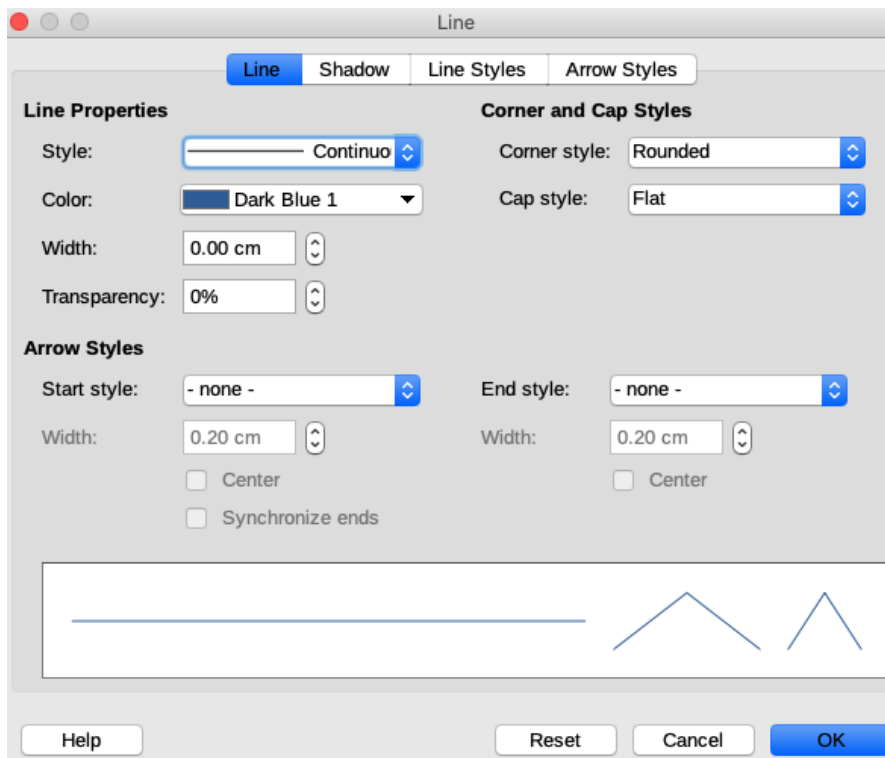 Line
Line Shadow Line Styles Arrow Styles
Line Properties
Style: Continuo
Color: Dark Blue 1
Width: 0.00 cm
Transparency: 0%
Corner and Cap Styles
Corner style: Rounded
Cap style: Flat
Arrow Styles
Start style: - none -
Width: 0.20 cm
Center
Synchronize ends
End style: - none -
Width: 0.20 cm
Center
Help Reset Cancel OK